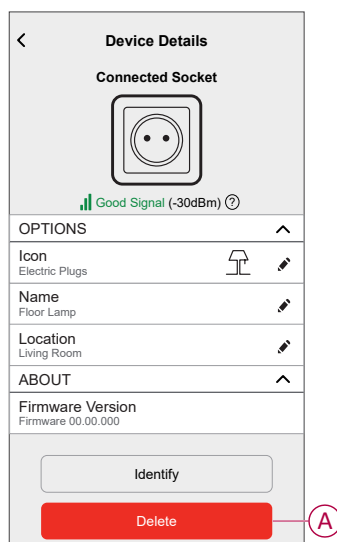 Device Details
Connected Socket
Good Signal (-30dBm) ?
OPTIONS
Icon
Electric Plugs
Name
Floor Lamp
Location
Living Room
ABOUT
Firmware Version
Firmware 00.00.000
Identify
Delete
A